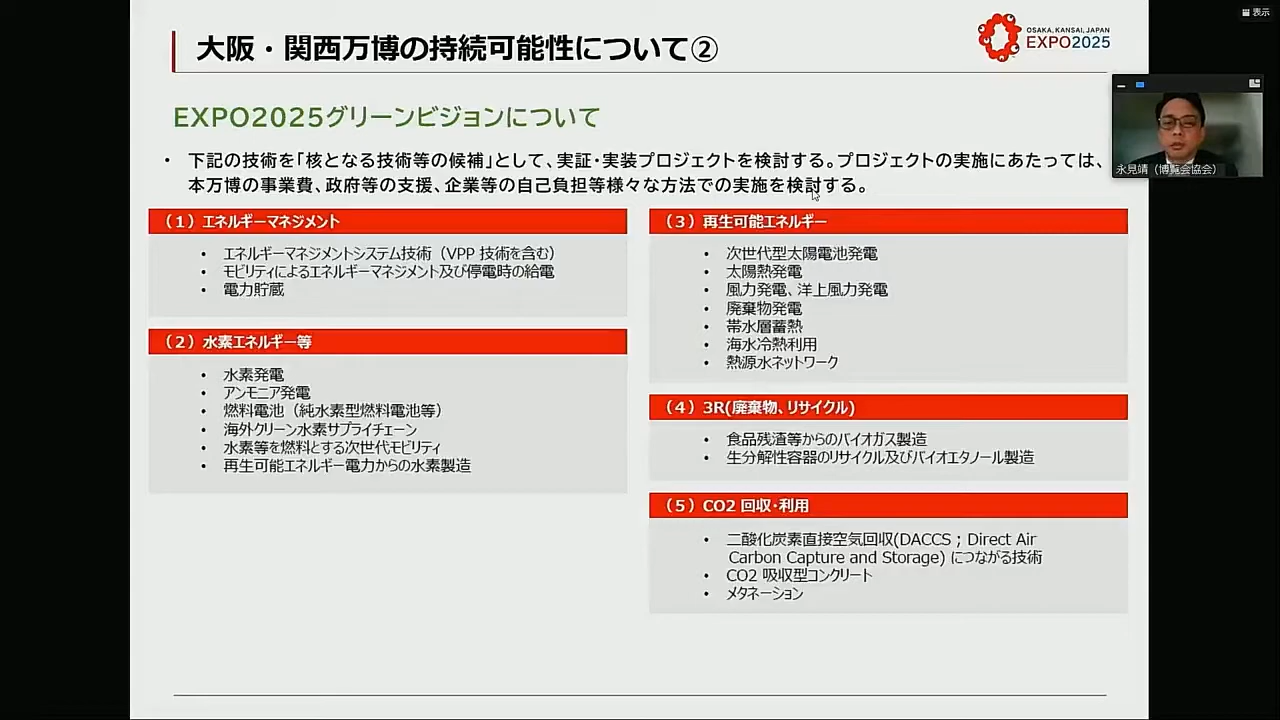 表示
大阪・関西万博の持続可能性について②
OSAKA, KANSAI, JAPAN
EXPO2025
EXPO2025グリーンビジョンについて
・ 下記の技術を「核となる技術等の候補」として、実証・実装プロジェクトを検討する。プロジェクトの実施にあたっては、
本万博の事業費、政府等の支援、企業等の自己負担等様々な方法での実施を検討する。
永見靖（博覧会協会）
（1）エネルギーマネジメント
• エネルギーマネジメントシステム技術（VPP 技術を含む）
• モビリティによるエネルギーマネジメント及び停電時の給電
• 電力貯蔵
（2）水素エネルギー等
• 水素発電
• アンモニア発電
• 燃料電池（純水素型燃料電池等）
• 海外クリーン水素サプライチェーン
• 水素等を燃料とする次世代モビリティ
• 再生可能エネルギー電力からの水素製造
（3）再生可能エネルギー
• 次世代型太陽電池発電
• 太陽熱発電
• 風力発電、洋上風力発電
• 廃棄物発電
• 帯水層蓄熱
• 海水冷熱利用
• 熱源水ネットワーク
（4）3R(廃棄物、リサイクル)
• 食品残渣等からのバイオガス製造
• 生分解性容器のリサイクル及びバイオエタノール製造
（5）CO2 回収・利用
• 二酸化炭素直接空気回収(DACCS；Direct Air
Carbon Capture and Storage) につながる技術
• CO2 吸収型コンクリート
• メタネーション